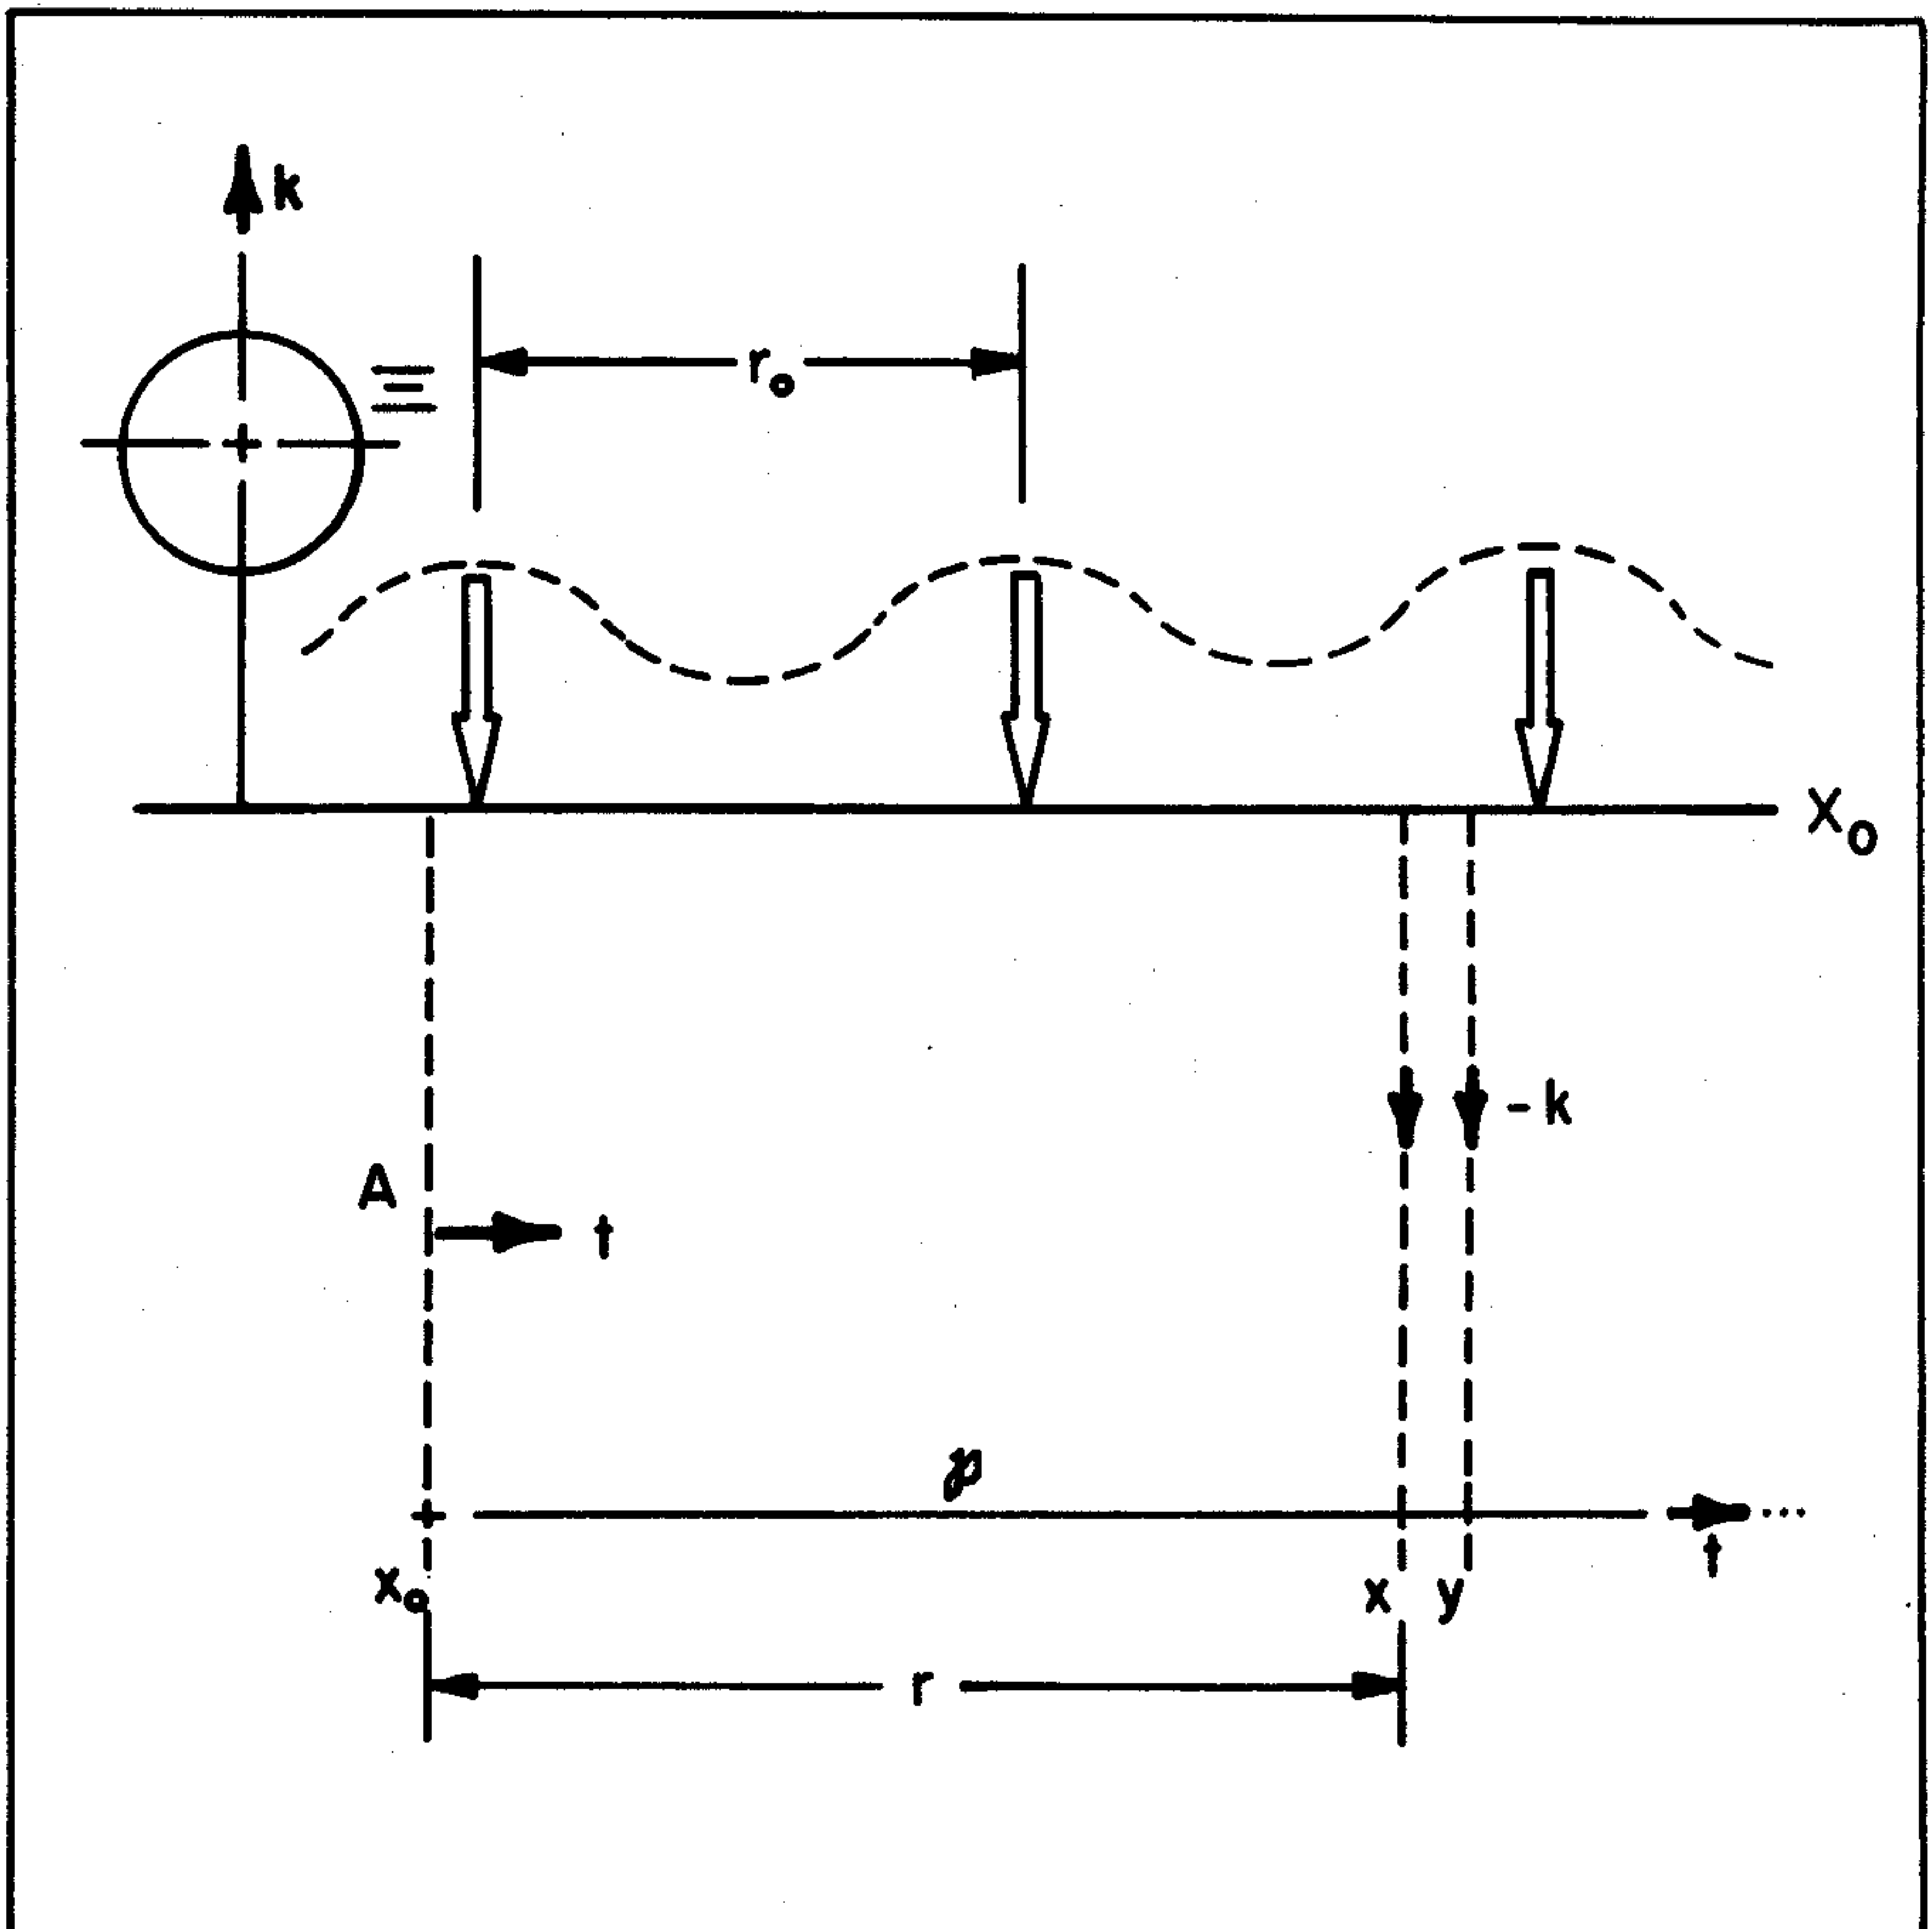 k
Ξ
r₀
X₀
- k
A
t
℘
...
t
x₀
x y
r